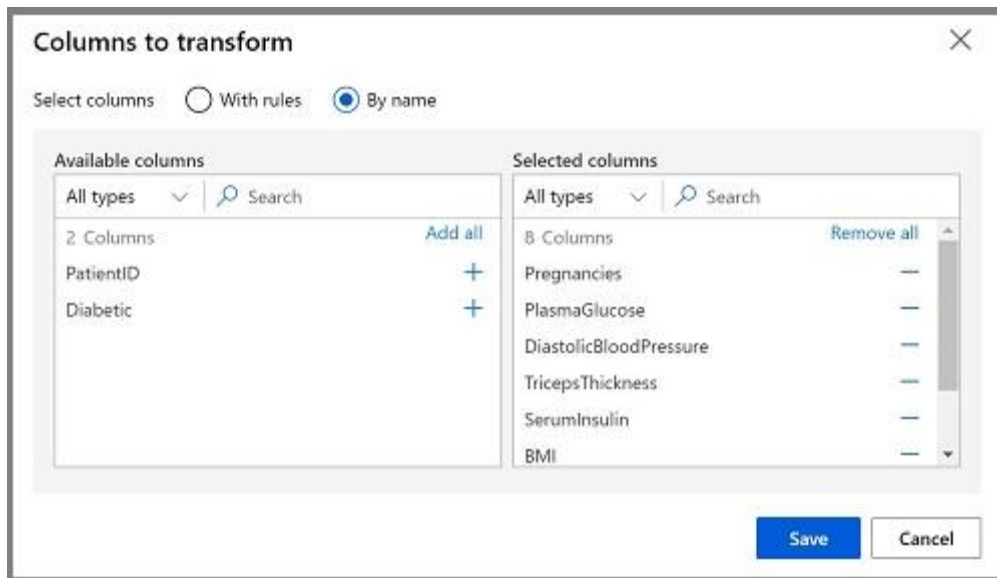 Columns to transform
Select columns With rules By name
Available columns
All types Search
2 Columns Add all
PatientID
Diabetic
Selected columns
All types Search
8 Columns Remove all
Pregnancies
PlasmaGlucose
DiastolicBloodPressure
TricepsThickness
SerumInsulin
BMI
Save Cancel